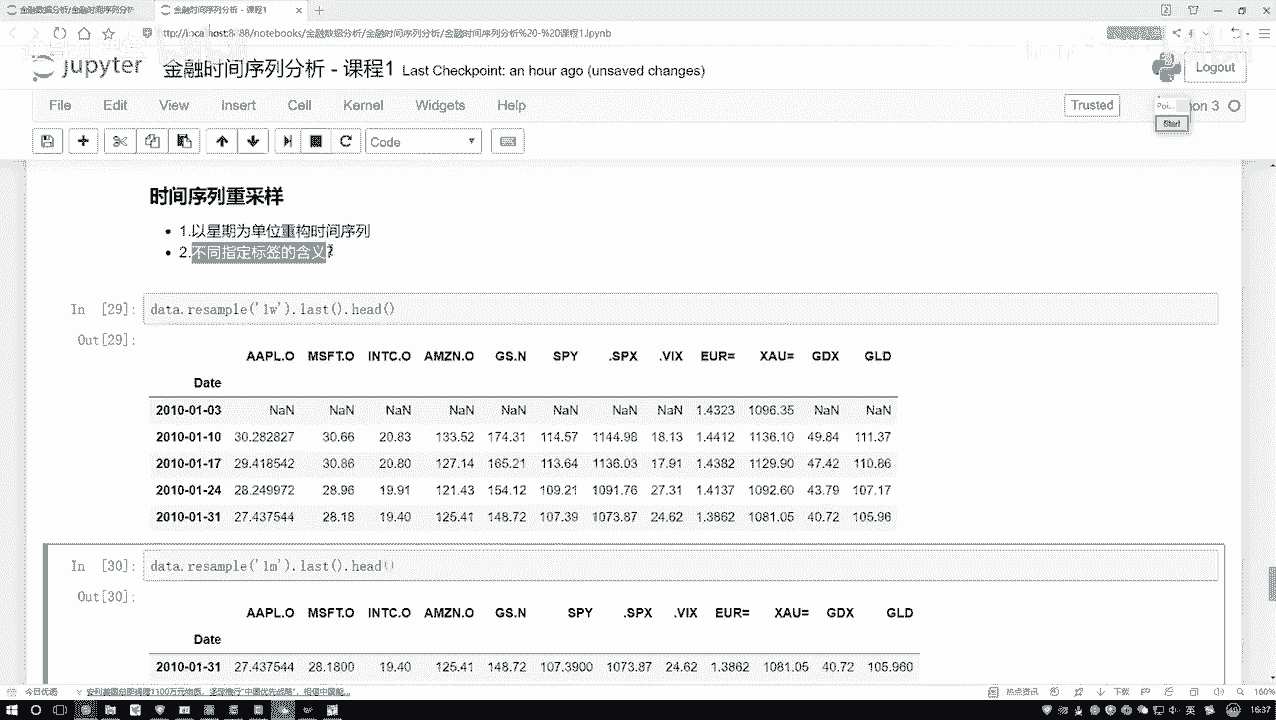 金融数据分析/金融时间序列分析 金融时间序列分析 - 课程1
ttp://localhost:8888/notebooks/金融数据分析/金融时间序列分析/金融时间序列分析%20-%20课程1.ipynb
jupyter 金融时间序列分析 - 课程1 Last Checkpoint: an hour ago (unsaved changes) Logout
File Edit View Insert Cell Kernel Widgets Help Trusted on 3
Code Start
时间序列重采样
1.以星期为单位重构时间序列
2.不同指定标签的含义?
In [29]: data.resample('1w').last().head()
Out[29]:
AAPL.O MSFT.O INTC.O AMZN.O GS.N SPY .SPX .VIX EUR= XAU= GDX GLD
Date
2010-01-03 NaN NaN NaN NaN NaN NaN NaN NaN 1.4323 1096.35 NaN NaN
2010-01-10 30.282827 30.66 20.83 133.52 174.31 114.57 1144.98 18.13 1.4412 1136.10 49.84 111.37
2010-01-17 29.418542 30.86 20.80 127.14 165.21 113.64 1136.03 17.91 1.4382 1129.90 47.42 110.86
2010-01-24 28.249972 28.96 19.91 121.43 154.12 109.21 1091.76 27.31 1.4137 1092.60 43.79 107.17
2010-01-31 27.437544 28.18 19.40 125.41 148.72 107.39 1073.87 24.62 1.3862 1081.05 40.72 105.96
In [30]: data.resample('1m').last().head()
Out[30]:
AAPL.O MSFT.O INTC.O AMZN.O GS.N SPY .SPX .VIX EUR= XAU= GDX GLD
Date
2010-01-31 27.437544 28.1800 19.40 125.41 148.72 107.3900 1073.87 24.62 1.3862 1081.05 40.72 105.960
今日优选 热点资讯 下载 160%
16:37